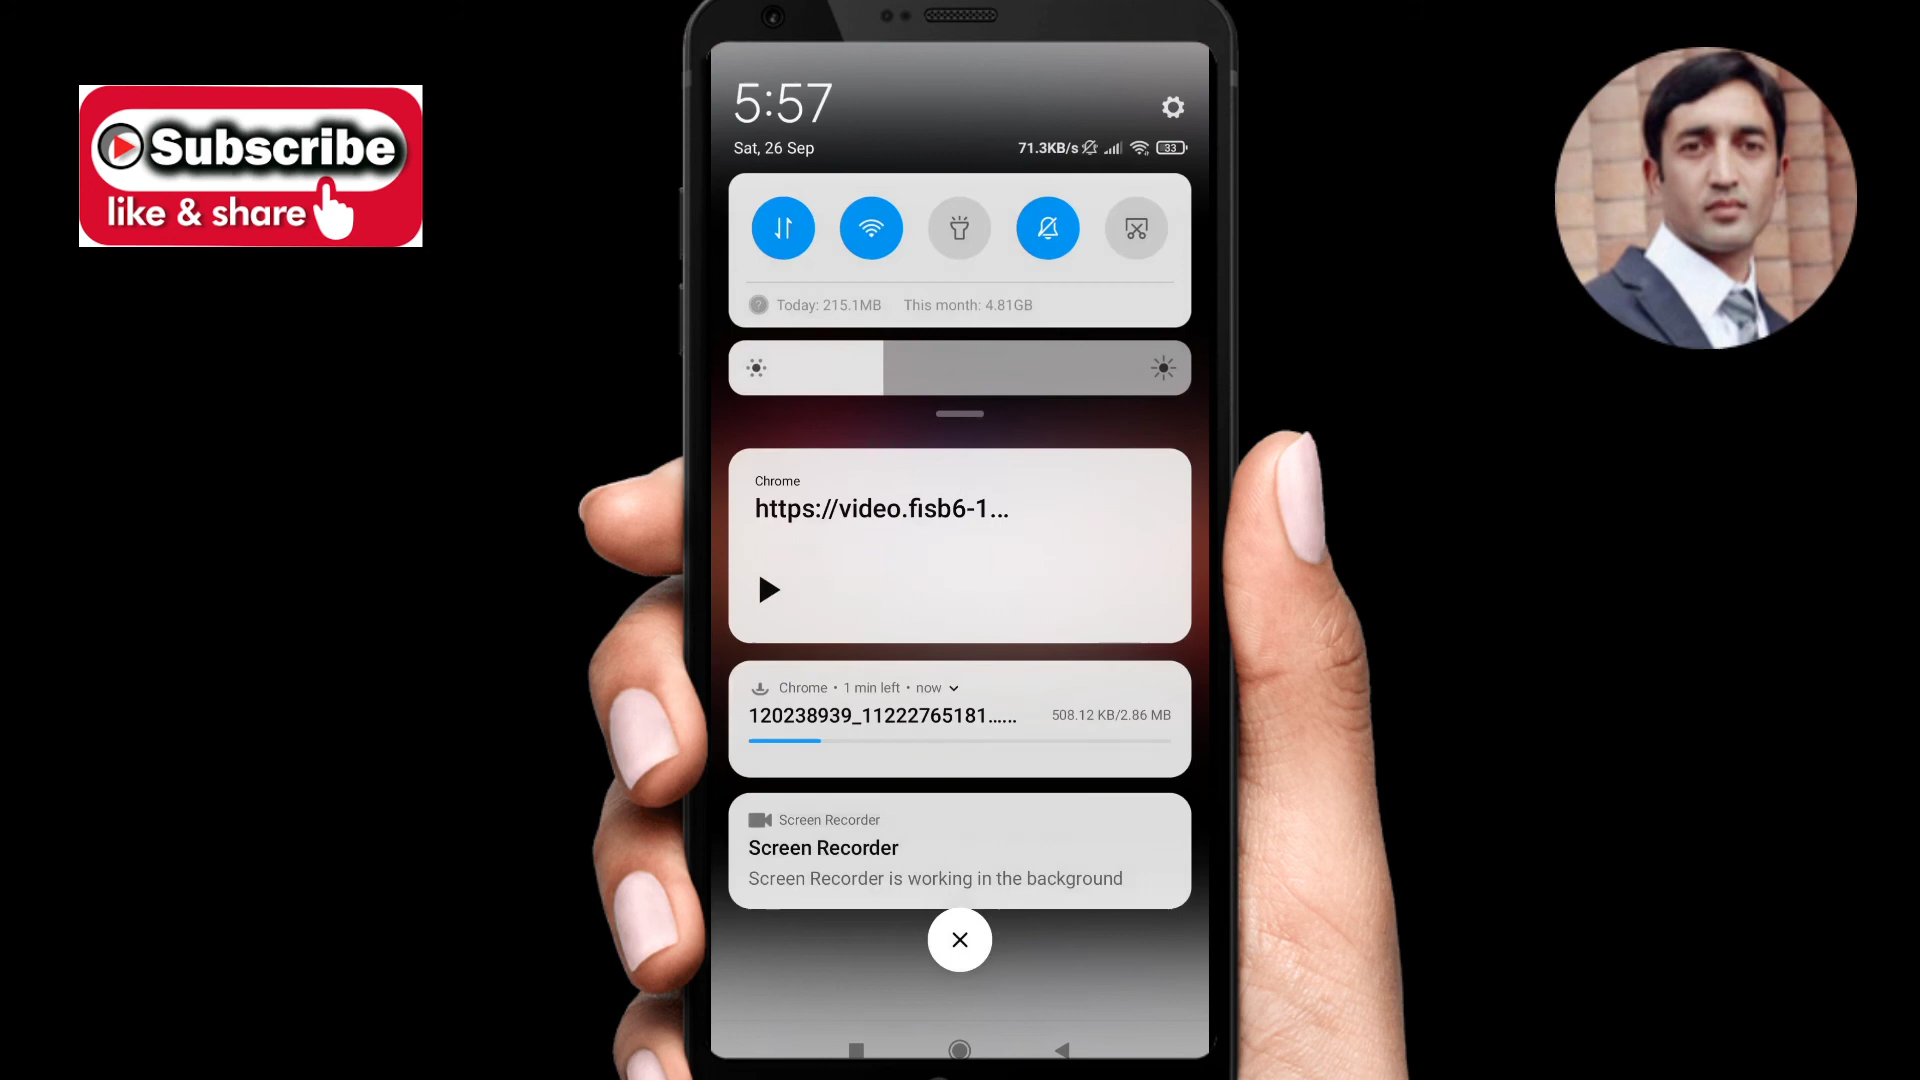 Subscribe
like & share
5:57
Sat, 26 Sep
71.3KB/s
33
Today: 215.1MB This month: 4.81GB
Chrome
https://video.fisb6-1...
Chrome • 1 min left • now
120238939_11222765181...... 508.12 KB/2.86 MB
Screen Recorder
Screen Recorder
Screen Recorder is working in the background